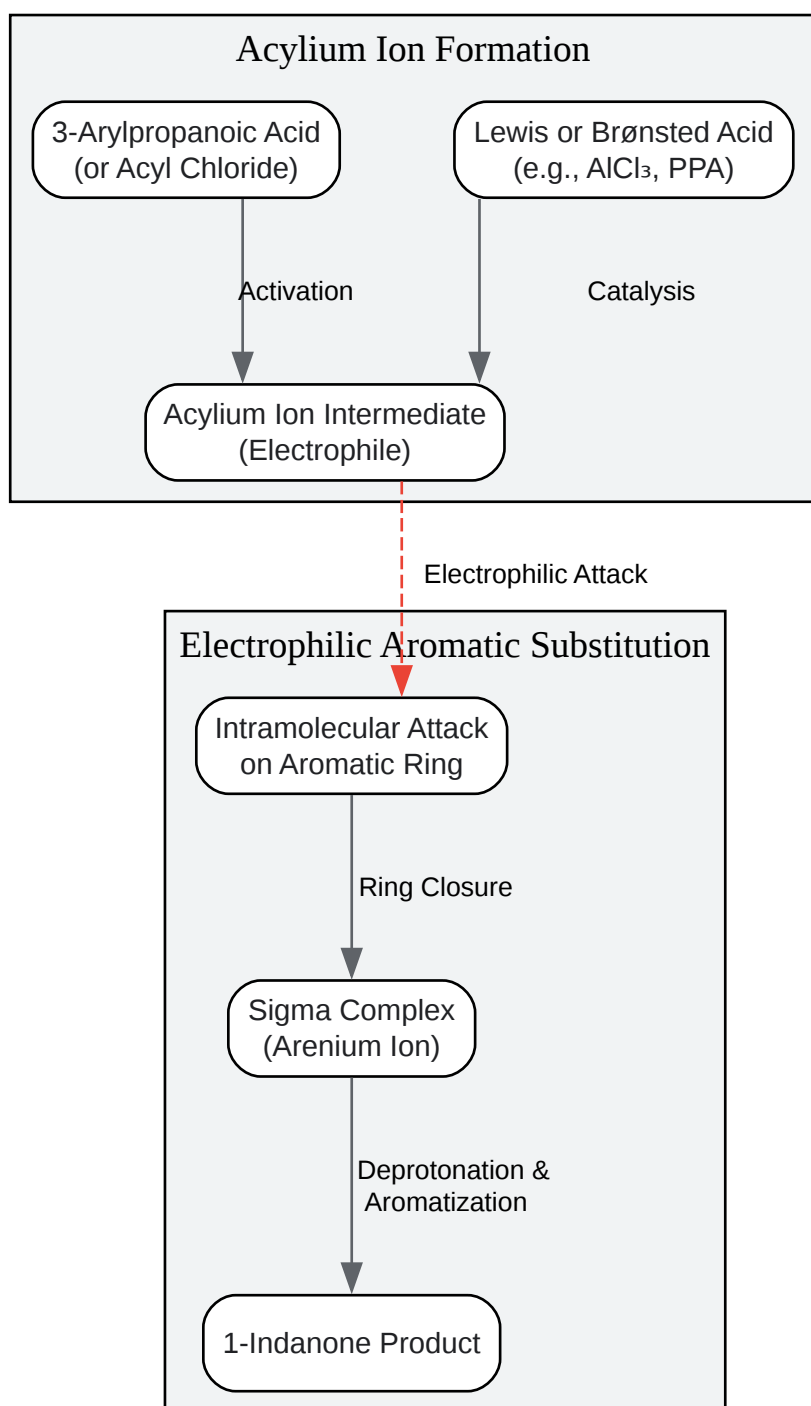 Acylium Ion Formation
3-Arylpropanoic Acid
(or Acyl Chloride)
Lewis or Brønsted Acid
(e.g., AlCl₃, PPA)
Activation
Catalysis
Acylium Ion Intermediate
(Electrophile)
Electrophilic Attack
Electrophilic Aromatic Substitution
Intramolecular Attack
on Aromatic Ring
Ring Closure
Sigma Complex
(Arenium Ion)
Deprotonation &
Aromatization
1-Indanone Product